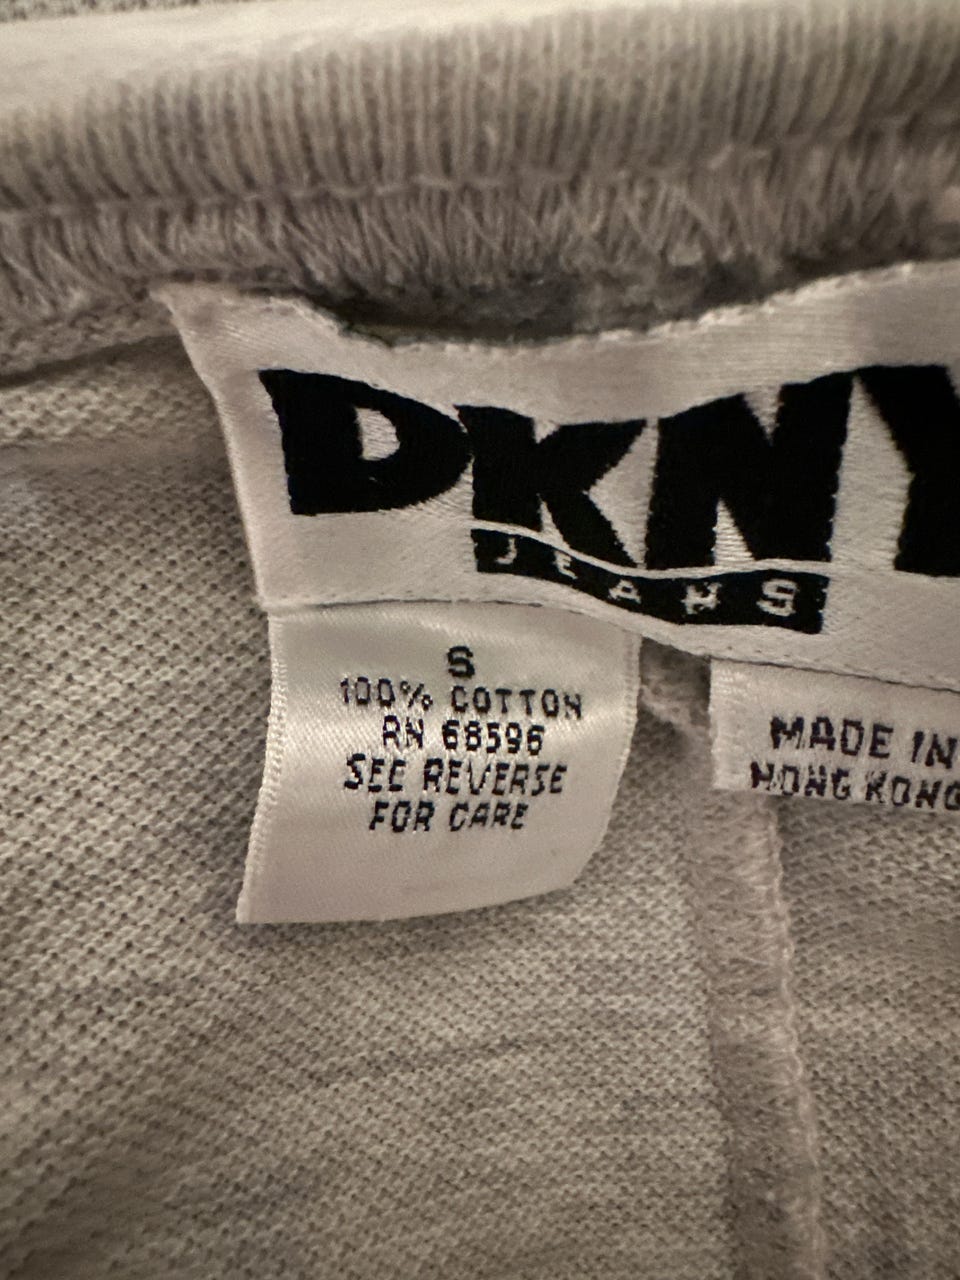 DKNY
JEANS
S
100% COTTON
RN 68596
SEE REVERSE
FOR CARE
MADE IN
HONG KONG